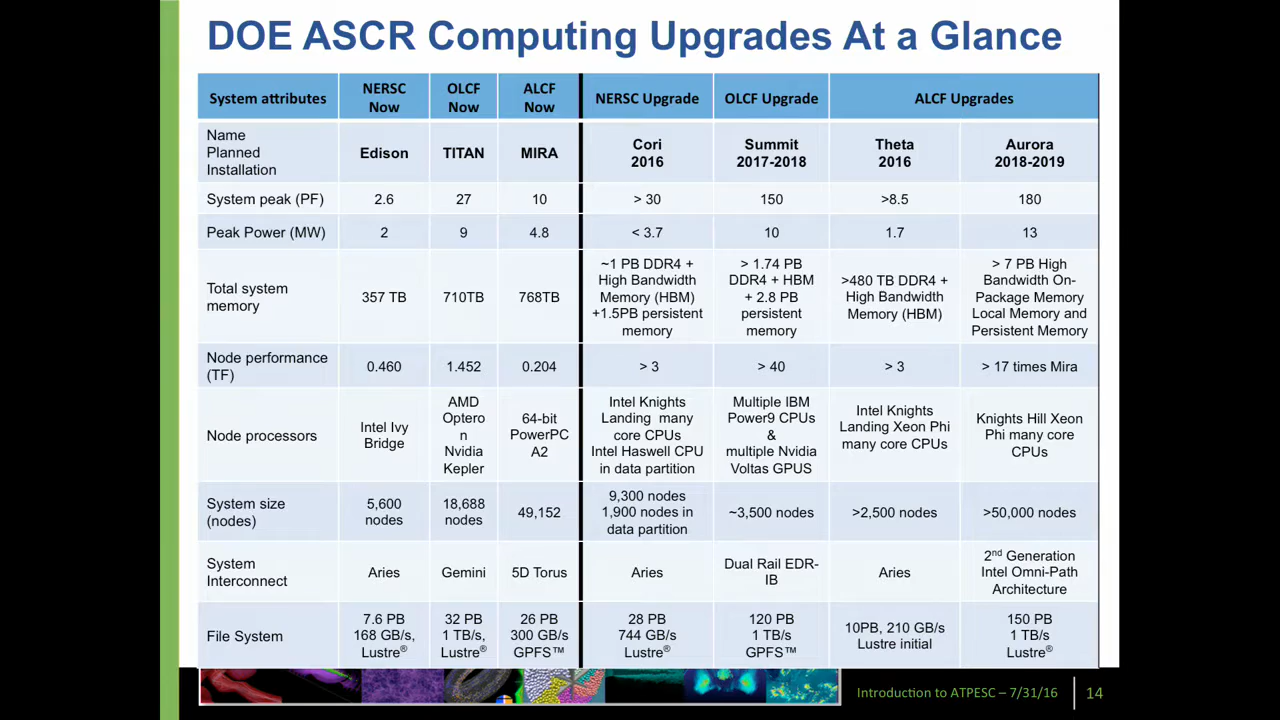 DOE ASCR Computing Upgrades At a Glance
System attributes
NERSC
Now
OLCF
Now
ALCF
Now
NERSC Upgrade
OLCF Upgrade
ALCF Upgrades
Name
Planned
Installation
Edison
TITAN
MIRA
Cori
2016
Summit
2017-2018
Theta
2016
Aurora
2018-2019
System peak (PF)
2.6
27
10
> 30
150
>8.5
180
Peak Power (MW)
2
9
4.8
< 3.7
10
1.7
13
Total system
memory
357 TB
710TB
768TB
~1 PB DDR4 +
High Bandwidth
Memory (HBM)
+1.5PB persistent
memory
> 1.74 PB
DDR4 + HBM
+ 2.8 PB
persistent
memory
>480 TB DDR4 +
High Bandwidth
Memory (HBM)
> 7 PB High
Bandwidth On-
Package Memory
Local Memory and
Persistent Memory
Node performance
(TF)
0.460
1.452
0.204
> 3
> 40
> 3
> 17 times Mira
Node processors
Intel Ivy
Bridge
AMD
Optero
n
Nvidia
Kepler
64-bit
PowerPC
A2
Intel Knights
Landing many
core CPUs
Intel Haswell CPU
in data partition
Multiple IBM
Power9 CPUs
&
multiple Nvidia
Voltas GPUS
Intel Knights
Landing Xeon Phi
many core CPUs
Knights Hill Xeon
Phi many core
CPUs
System size
(nodes)
5,600
nodes
18,688
nodes
49,152
9,300 nodes
1,900 nodes in
data partition
~3,500 nodes
>2,500 nodes
>50,000 nodes
System
Interconnect
Aries
Gemini
5D Torus
Aries
Dual Rail EDR-
IB
Aries
2nd Generation
Intel Omni-Path
Architecture
File System
7.6 PB
168 GB/s,
Lustre®
32 PB
1 TB/s,
Lustre®
26 PB
300 GB/s
GPFS™
28 PB
744 GB/s
Lustre®
120 PB
1 TB/s
GPFS™
10PB, 210 GB/s
Lustre initial
150 PB
1 TB/s
Lustre®
Introduction to ATPESC – 7/31/16
14